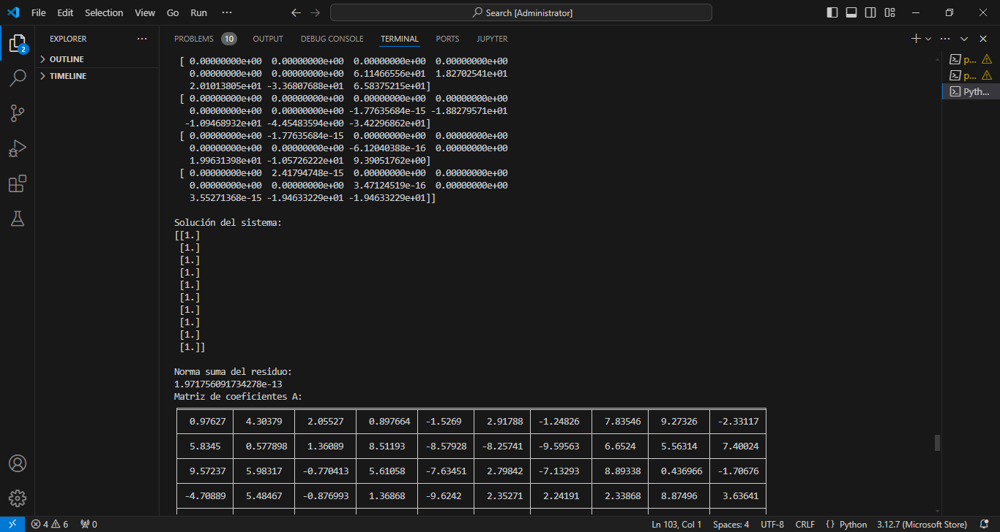 File Edit Selection View Go Run ··· Search [Administrator]
EXPLORER ···
OUTLINE
TIMELINE
2
PROBLEMS 10 OUTPUT DEBUG CONSOLE TERMINAL PORTS JUPYTER
[ 0.00000000e+00 0.00000000e+00 0.00000000e+00 0.00000000e+00
0.00000000e+00 0.00000000e+00 6.11466556e+01 1.82702541e+01
2.01013805e+01 -3.36807688e+01 6.58375215e+01]
[ 0.00000000e+00 0.00000000e+00 0.00000000e+00 0.00000000e+00
0.00000000e+00 0.00000000e+00 -1.77635684e-15 -1.88279571e+01
-1.09468932e+01 -4.45483594e+00 -3.42296862e+01]
[ 0.00000000e+00 -1.77635684e-15 0.00000000e+00 0.00000000e+00
0.00000000e+00 0.00000000e+00 -6.12040388e-16 0.00000000e+00
1.99631398e+01 -1.05726222e+01 9.39051762e+00]
[ 0.00000000e+00 2.41794748e-15 0.00000000e+00 0.00000000e+00
0.00000000e+00 0.00000000e+00 3.47124519e-16 0.00000000e+00
3.55271368e-15 -1.94633229e+01 -1.94633229e+01]]
Solución del sistema:
[[1.]
[1.]
[1.]
[1.]
[1.]
[1.]
[1.]
[1.]
[1.]
[1.]]
Norma suma del residuo:
1.971756091734278e-13
Matriz de coeficientes A:
0.97627 4.30379 2.05527 0.897664 -1.5269 2.91788 -1.24826 7.83546 9.27326 -2.33117
5.8345 0.577898 1.36089 8.51193 -8.57928 -8.25741 -9.59563 6.6524 5.56314 7.40024
9.57237 5.98317 -0.770413 5.61058 -7.63451 2.79842 -7.13293 8.89338 0.436966 -1.70676
-4.70889 5.48467 -0.876993 1.36868 -9.6242 2.35271 2.24191 2.33868 8.87496 3.63641
p...
p...
Pyth...
4 6 0 Ln 103, Col 1 Spaces: 4 UTF-8 CRLF {} Python 3.12.7 (Microsoft Store)